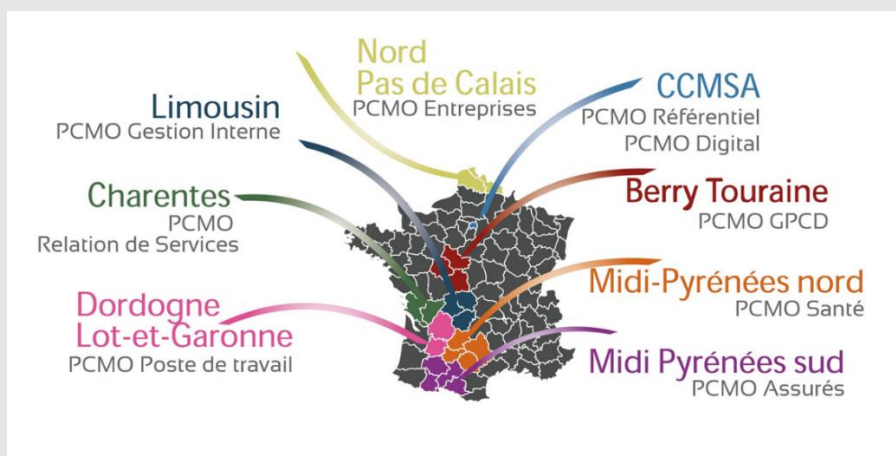 Nord
Pas de Calais
PCMO Entreprises
CCMSA
PCMO Référentiel
PCMO Digital
Limousin
PCMO Gestion Interne
Charentes
PCMO
Relation de Services
Berry Touraine
PCMO GPCD
Dordogne
Lot-et-Garonne
PCMO Poste de travail
Midi-Pyrénées nord
PCMO Santé
Midi Pyrénées sud
PCMO Assurés